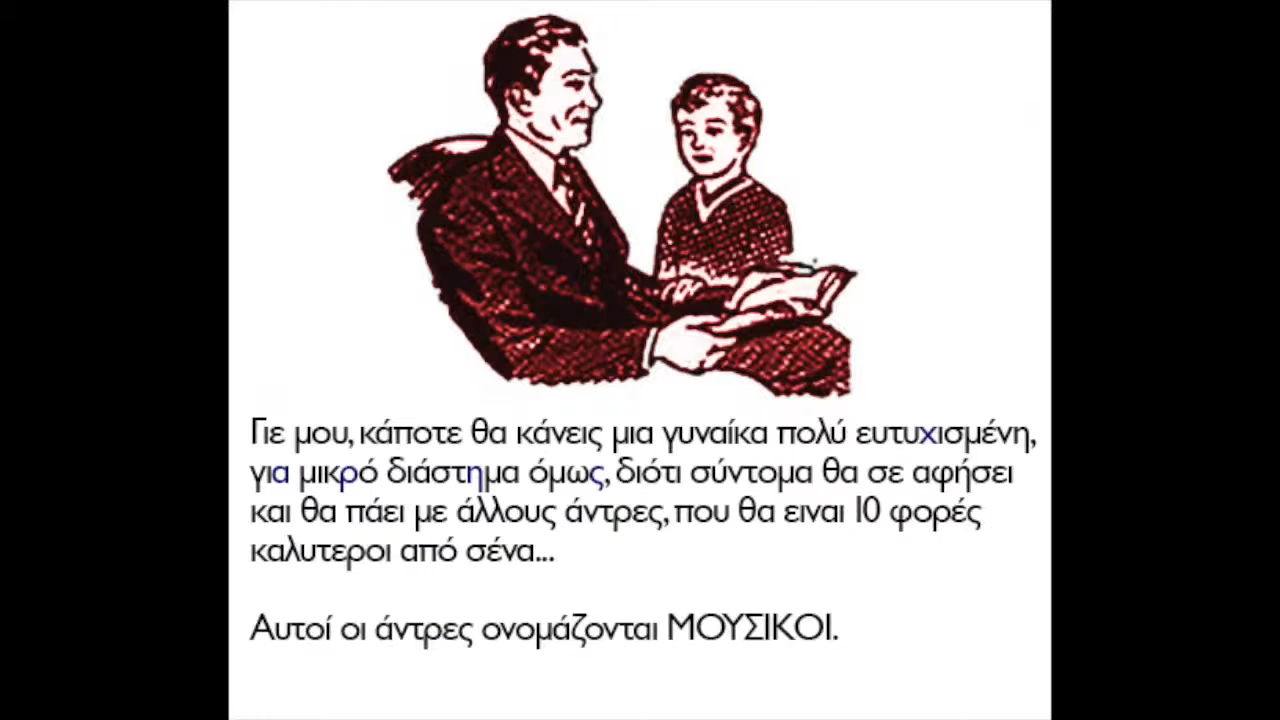 Γιε μου, κάποτε θα κάνεις μια γυναίκα πολύ ευτυχισμένη,
για μικρό διάστημα όμως, διότι σύντομα θα σε αφήσει
και θα πάει με άλλους άντρες, που θα ειναι 10 φορές
καλυτεροι από σένα...
Αυτοί οι άντρες ονομάζονται ΜΟΥΣΙΚΟΙ.